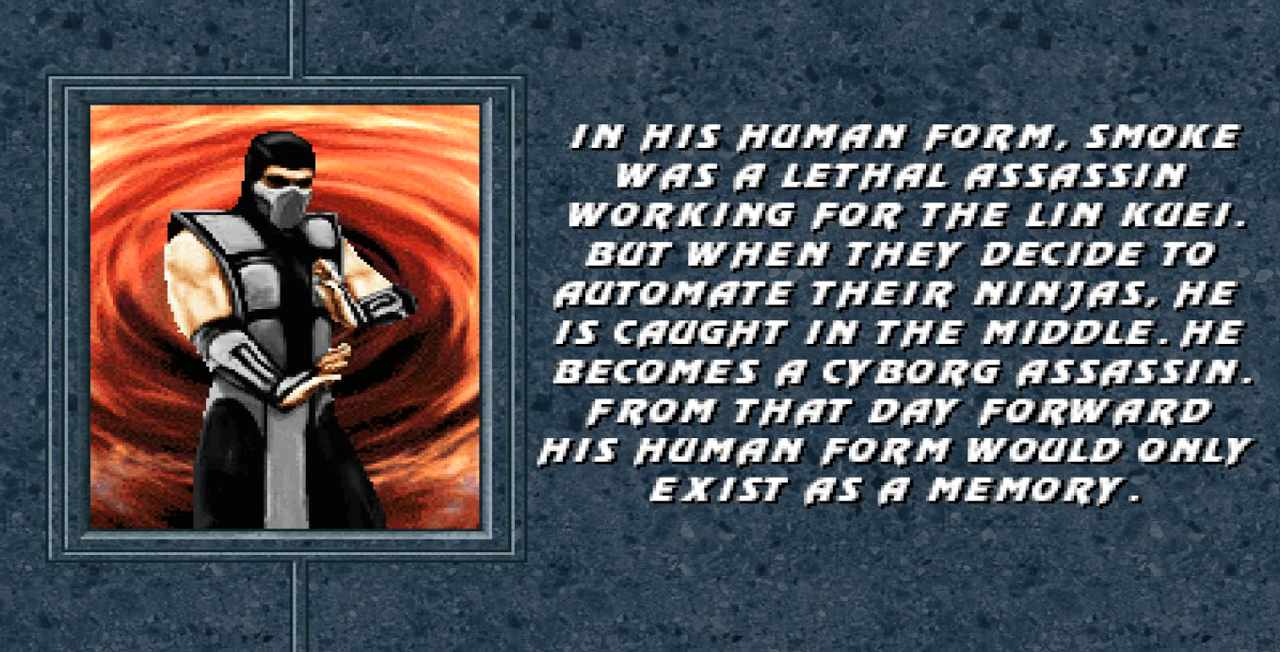 IN HIS HUMAN FORM, SMOKE
WAS A LETHAL ASSASSIN
WORKING FOR THE LIN KUEI.
BUT WHEN THEY DECIDE TO
AUTOMATE THEIR NINJAS, HE
IS CAUGHT IN THE MIDDLE. HE
BECOMES A CYBORG ASSASSIN.
FROM THAT DAY FORWARD
HIS HUMAN FORM WOULD ONLY
EXIST AS A MEMORY.